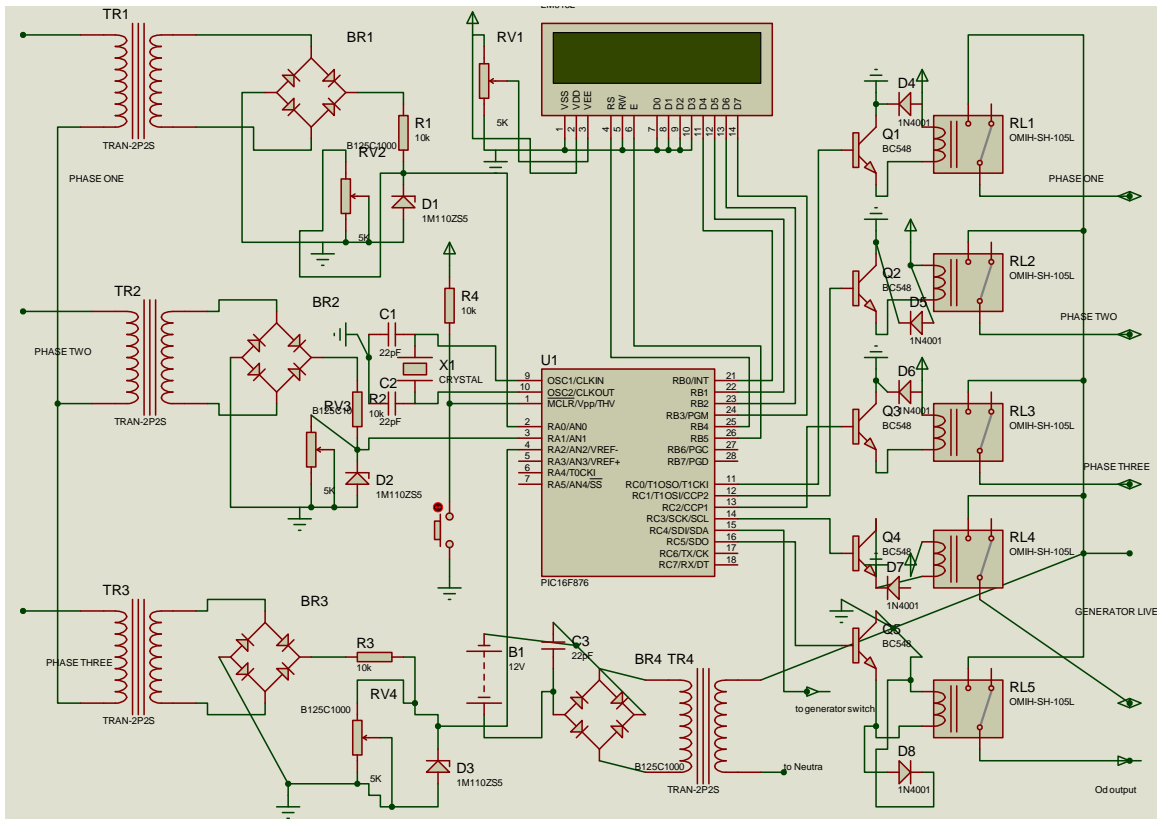 TR1
TRAN-2P2S
PHASE ONE
BR1
B125C1000
R1
10k
RV2
5K
D1
1M110ZS5
RV1
5K
VSS
VDD
VEE
RS
RW
E
D0
D1
D2
D3
D4
D5
D6
D7
1
2
3
4
5
6
7
8
9
10
11
12
13
14
D4
1N4001
Q1
BC548
RL1
OMIH-SH-105L
PHASE ONE
TR2
TRAN-2P2S
PHASE TWO
BR2
R4
10k
C1
22pF
X1
CRYSTAL
C2
22pF
RV3
R2
10k
5K
D2
1M110ZS5
Q2
BC548
D5
1N4001
RL2
OMIH-SH-105L
PHASE TWO
U1
9 OSC1/CLKIN
10 OSC2/CLKOUT
1 MCLR/Vpp/THV
2 RA0/AN0
3 RA1/AN1
4 RA2/AN2/VREF-
5 RA3/AN3/VREF+
6 RA4/T0CKI
7 RA5/AN4/SS
RB0/INT 21
RB1 22
RB2 23
RB3/PGM 24
RB4 25
RB5 26
RB6/PGC 27
RB7/PGD 28
RC0/T1OSO/T1CKI 11
RC1/T1OSI/CCP2 12
RC2/CCP1 13
RC3/SCK/SCL 14
RC4/SDI/SDA 15
RC5/SDO 16
RC6/TX/CK 17
RC7/RX/DT 18
PIC16F876
D6
1N4001
Q3
BC548
RL3
OMIH-SH-105L
PHASE THREE
Q4
BC548
D7
1N4001
RL4
OMIH-SH-105L
GENERATOR LIVE
TR3
TRAN-2P2S
PHASE THREE
BR3
B125C1000
R3
10k
RV4
5K
D3
1M110ZS5
B1
12V
C3
22pF
BR4
B125C1000
TR4
TRAN-2P2S
to generator switch
to Neutra
Q5
BC548
RL5
OMIH-SH-105L
D8
1N4001
Od output